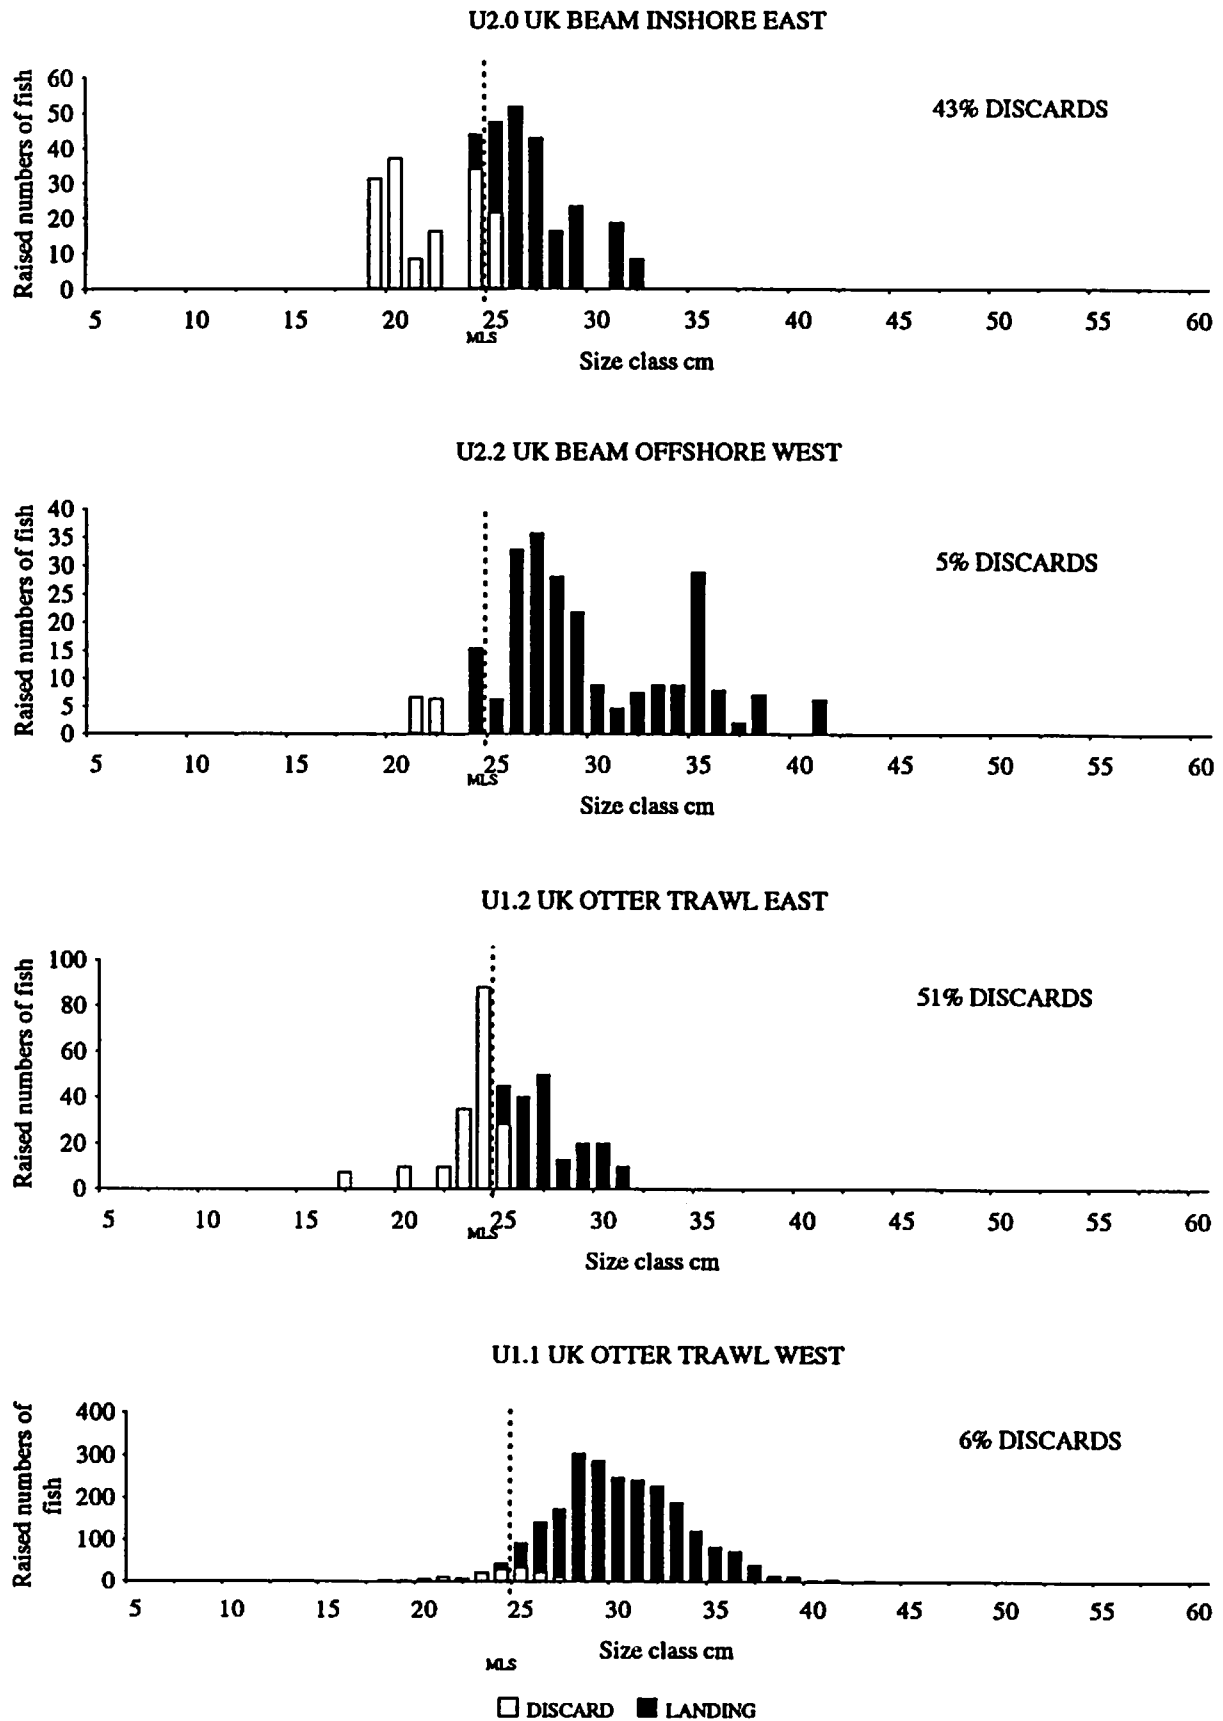 U2.0 UK BEAM INSHORE EAST
Raised numbers of fish
60
50
40
30
20
10
0
43% DISCARDS
5 10 15 20 25 30 35 40 45 50 55 60
MLS
Size class cm
U2.2 UK BEAM OFFSHORE WEST
Raised numbers of fish
40
35
30
25
20
15
10
5
0
5% DISCARDS
5 10 15 20 25 30 35 40 45 50 55 60
MLS
Size class cm
U1.2 UK OTTER TRAWL EAST
Raised numbers of fish
100
80
60
40
20
0
51% DISCARDS
5 10 15 20 25 30 35 40 45 50 55 60
MLS
Size class cm
U1.1 UK OTTER TRAWL WEST
Raised numbers of
fish
400
300
200
100
0
6% DISCARDS
5 10 15 20 25 30 35 40 45 50 55 60
Size class cm
MLS
DISCARD LANDING